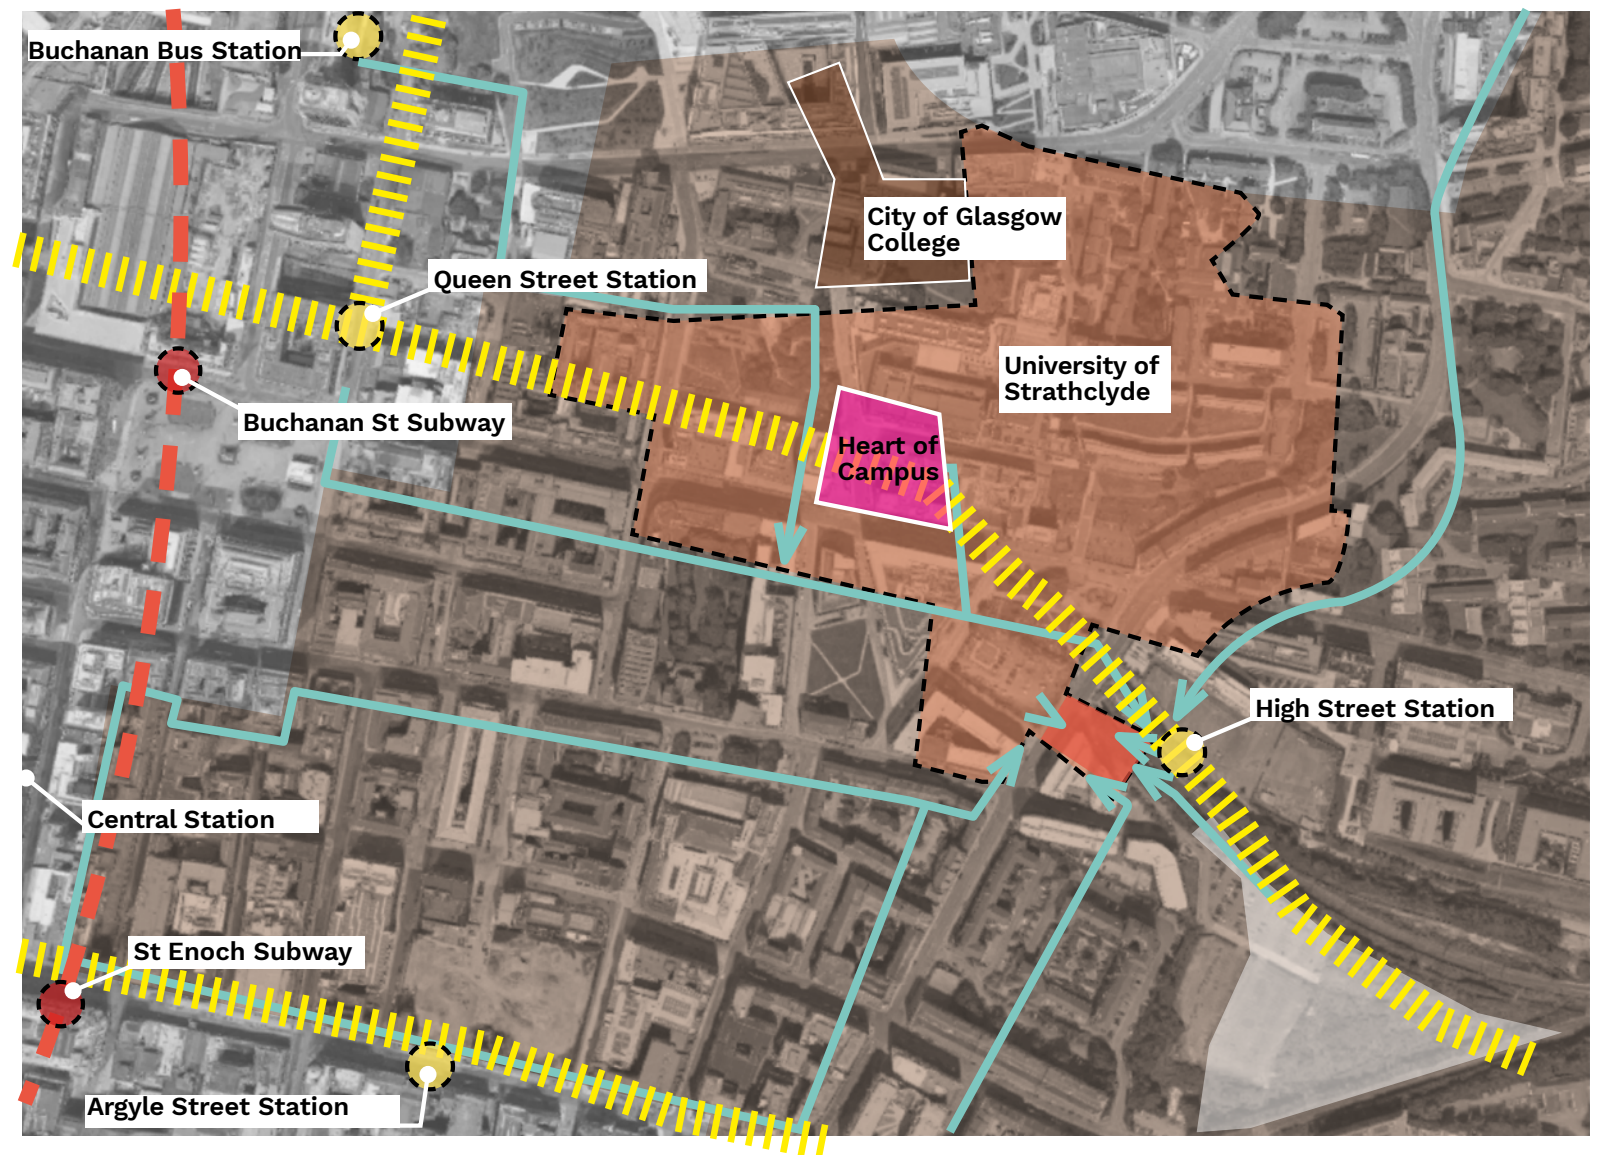 Buchanan Bus Station
City of Glasgow
College
Queen Street Station
University of
Strathclyde
Buchanan St Subway
Heart of
Campus
High Street Station
Central Station
St Enoch Subway
Argyle Street Station